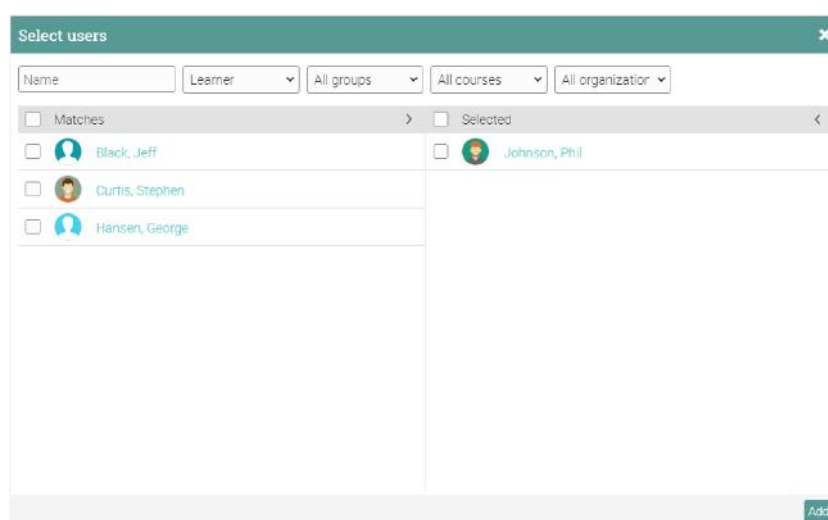 Select users
Name Learner All groups All courses All organization
Matches Selected
Black, Jeff Johnson, Phil
Curtis, Stephen
Hansen, George
Add